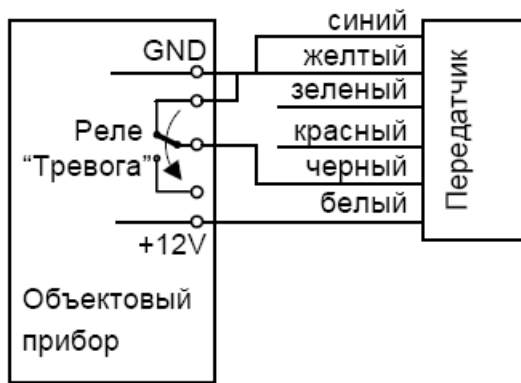 синий
GND
желтый
зеленый
Реле
красный
"Тревога"
черный
белый
+12V
Объектовый
прибор
Передатчик